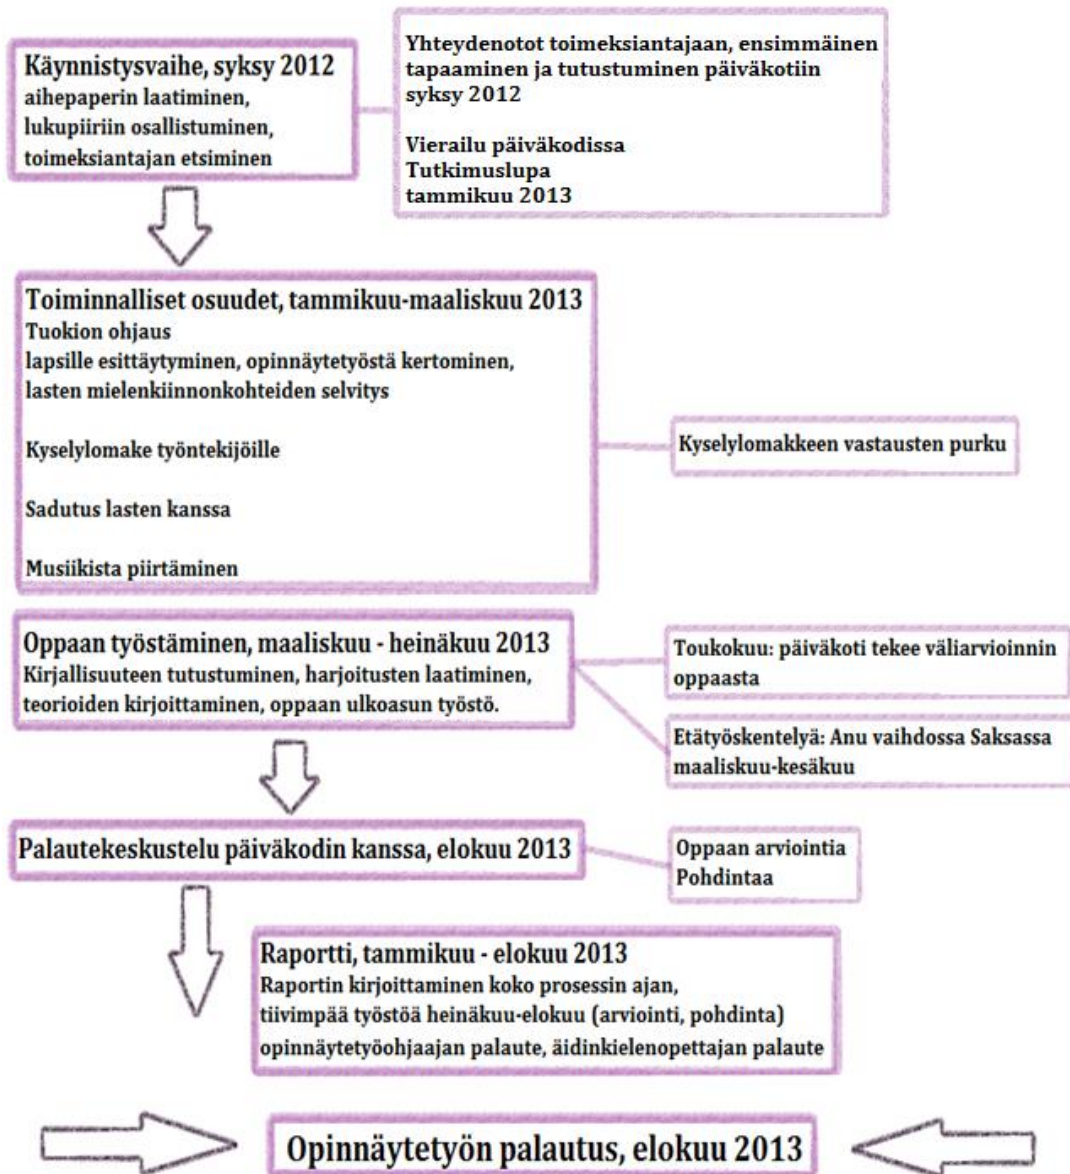 Käynnistysvaihe, syksy 2012
aihepaperin laatiminen,
lukupiiriin osallistuminen,
toimeksiantajan etsiminen
Yhteydenotot toimeksiantajaan, ensimmäinen
tapaaminen ja tutustuminen päiväkotiin
syksy 2012
Vierailu päiväkodissa
Tutkimuslupa
tammikuu 2013
Toiminnalliset osuudet, tammikuu-maaliskuu 2013
Tuokion ohjaus
lapsille esittäytyminen, opinnäytetyöstä kertominen,
lasten mielenkiinnonkohteiden selvitys
Kyselylomake työntekijöille
Sadutus lasten kanssa
Musiikista piirtäminen
Kyselylomakkeen vastausten purku
Oppaan työstäminen, maaliskuu - heinäkuu 2013
Kirjallisuuteen tutustuminen, harjoitusten laatiminen,
teorioiden kirjoittaminen, oppaan ulkoasun työstö.
Toukokuu: päiväkoti tekee väliarvioinnin
oppaasta
Etätyöskentelyä: Anu vaihdossa Saksassa
maaliskuu-kesäkuu
Palautekeskustelu päiväkodin kanssa, elokuu 2013
Oppaan arviointia
Pohdintaa
Raportti, tammikuu - elokuu 2013
Raportin kirjoittaminen koko prosessin ajan,
tiivimpää työstöä heinäkuu-elokuu (arviointi, pohdinta)
opinnäytetyöohjaajan palaute, äidinkielenopettajan palaute
Opinnäytetyön palautus, elokuu 2013